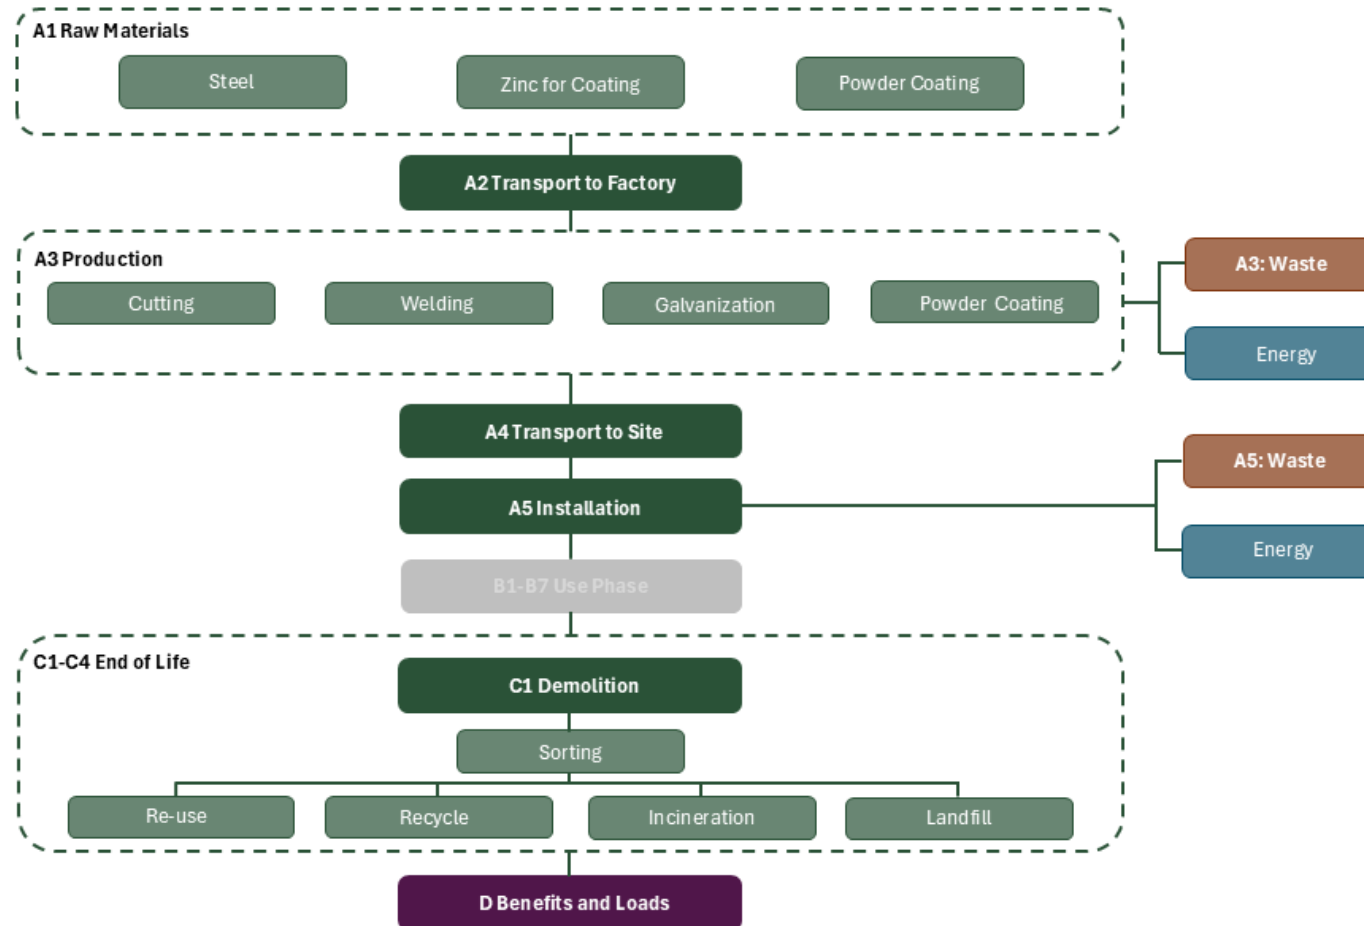 A1 Raw Materials
Steel
Zinc for Coating
Powder Coating
A2 Transport to Factory
A3 Production
Cutting
Welding
Galvanization
Powder Coating
A3: Waste
Energy
A4 Transport to Site
A5 Installation
A5: Waste
Energy
B1-B7 Use Phase
C1-C4 End of Life
C1 Demolition
Sorting
Re-use
Recycle
Incineration
Landfill
D Benefits and Loads